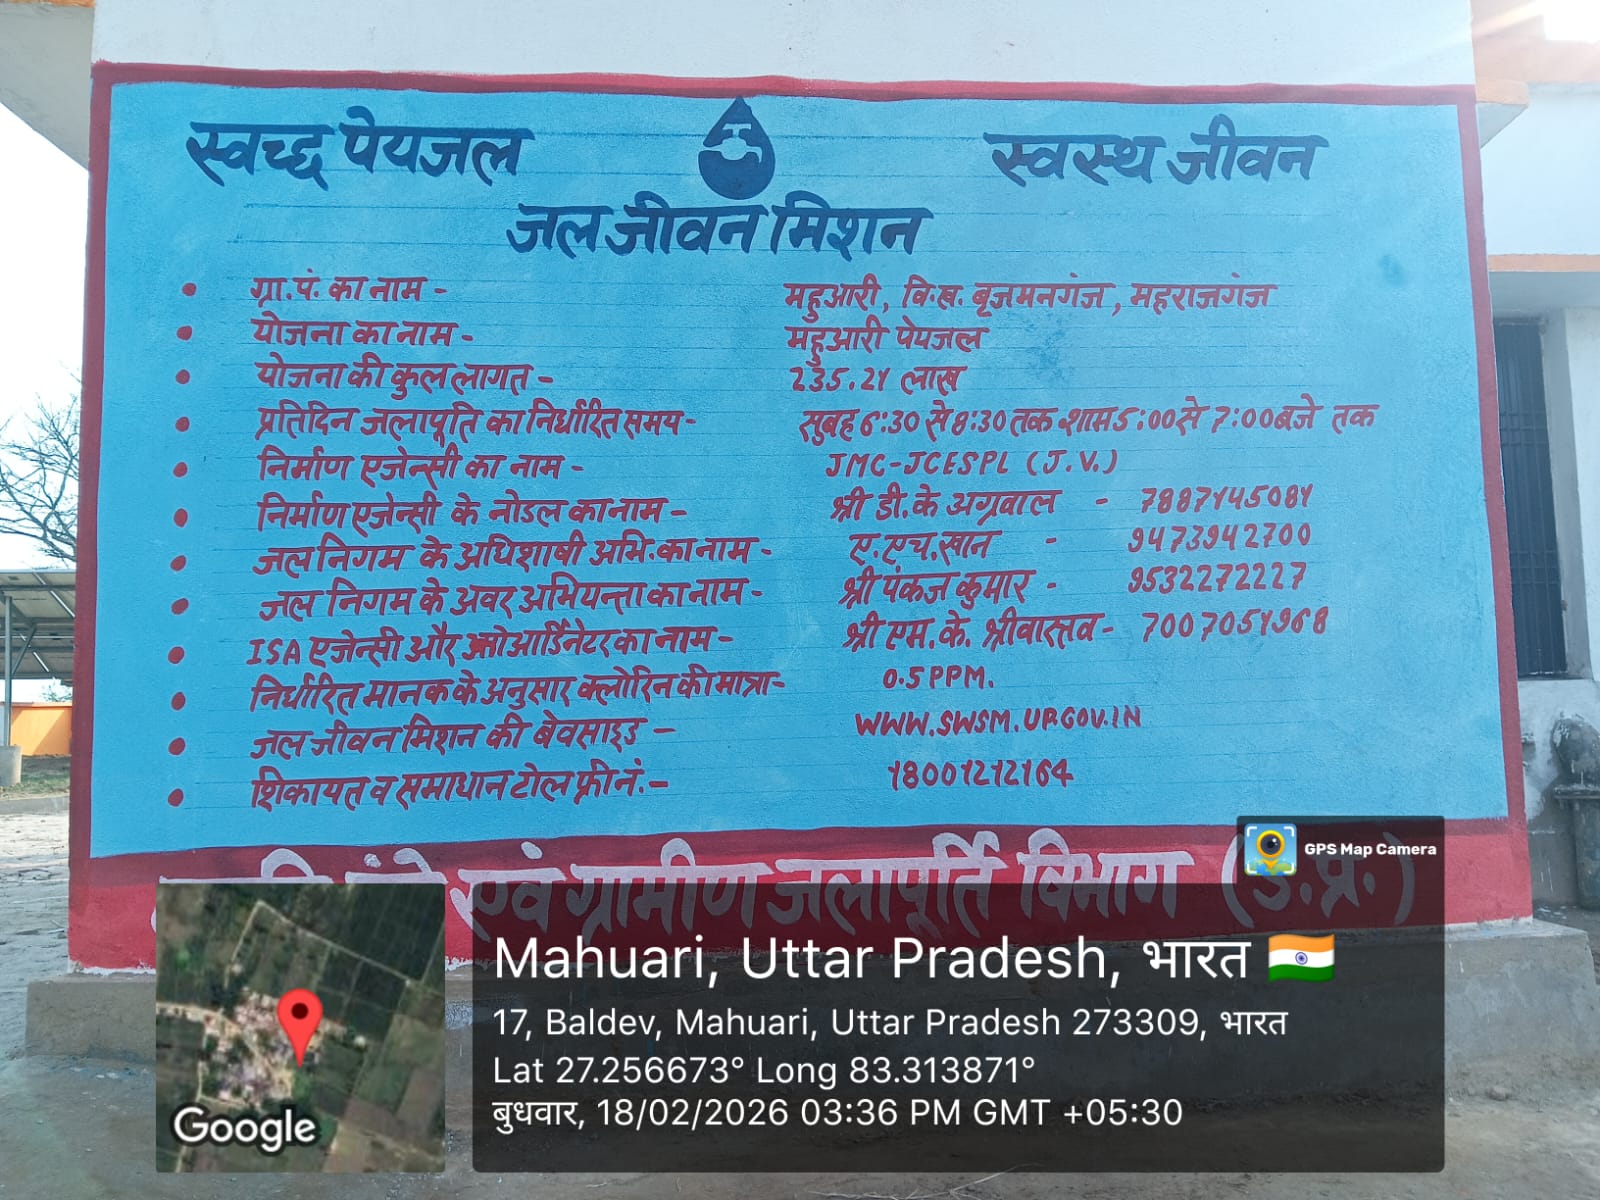 स्वच्छ पेयजल
स्वस्थ जीवन
जल जीवन मिशन
• ग्रा.पं. का नाम - महुआरी, वि.ख. बृजमनगंज, महराजगंज
• योजना का नाम - महुआरी पेयजल
• योजना की कुल लागत - 235.21 लाख
• प्रतिदिन जलापूर्ति का निर्धारित समय - सुबह 6:30 से 8:30 तक शाम 5:00 से 7:00 बजे तक
• निर्माण एजेन्सी का नाम - JMC-JCESPL (J.V.)
• निर्माण एजेन्सी के नोडल का नाम - श्री डी.के अग्रवाल - 7887145081
• जल निगम के अधिशाषी अभि. का नाम - ए.एच.खान - 9473942700
• जल निगम के अवर अभियन्ता का नाम - श्री पंकज कुमार - 9532272227
• ISA एजेन्सी और कोआर्डिनेटर का नाम - श्री एम.के. श्रीवास्तव - 7007051968
• निर्धारित मानक के अनुसार क्लोरिन की मात्रा - 0.5 PPM.
• जल जीवन मिशन की बेवसाइड - WWW.SWSM.UP.GOV.IN
• शिकायत व समाधान टोल फ्री नं. - 18001212164
एवं ग्रामीण जलापूर्ति विभाग (उ.प्र.)
GPS Map Camera
Mahuari, Uttar Pradesh, भारत
17, Baldev, Mahuari, Uttar Pradesh 273309, भारत
Lat 27.256673° Long 83.313871°
बुधवार, 18/02/2026 03:36 PM GMT +05:30
Google